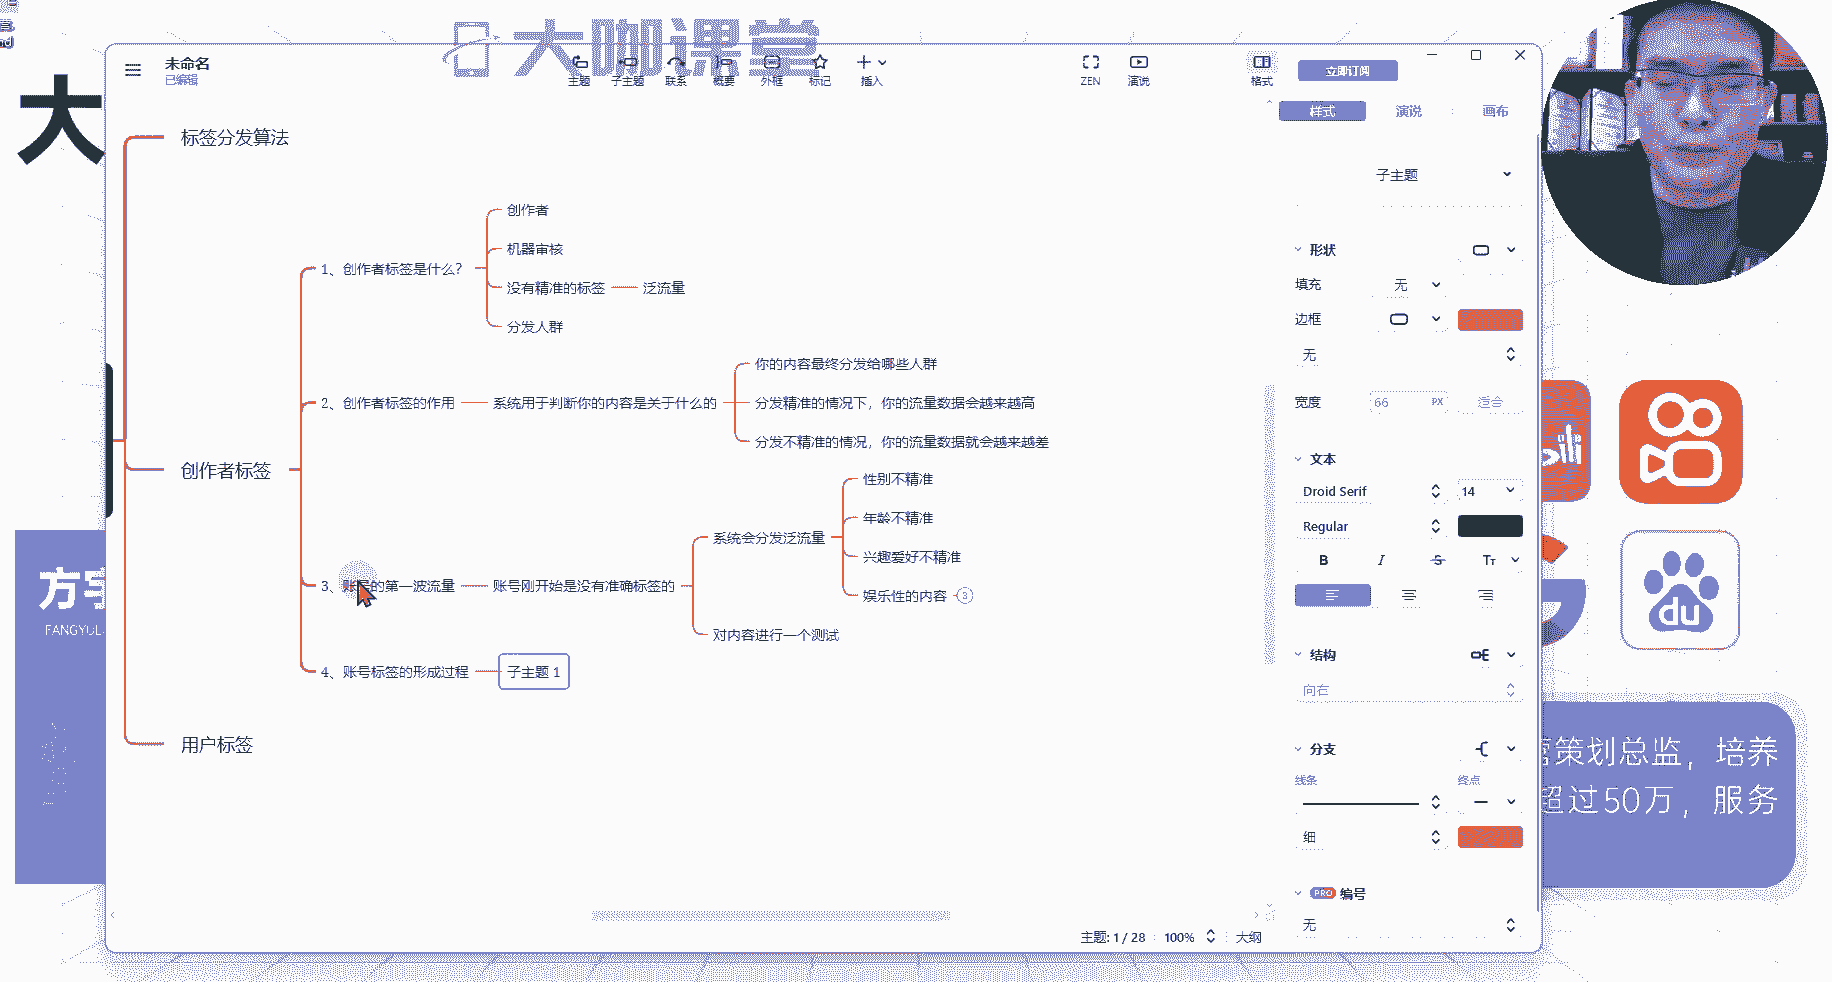 大咖课堂
大
未命名
已编辑
主题
子主题
联系
概要
外框
标记
插入
ZEN
演说
格式
立即订阅
标签分发算法
创作者标签
1、创作者标签是什么？
创作者
机器审核
没有精准的标签
泛流量
分发人群
2、创作者标签的作用
系统用于判断你的内容是关于什么的
你的内容最终分发给哪些人群
分发精准的情况下，你的流量数据会越来越高
分发不精准的情况，你的流量数据就会越来越差
3、账号的第一波流量
账号刚开始是没有准确标签的
系统会分发泛流量
性别不精准
年龄不精准
兴趣爱好不精准
娱乐性的内容
3
对内容进行一个测试
4、账号标签的形成过程
子主题 1
用户标签
样式
演说
画布
子主题
形状
填充
无
边框
无
宽度
66
PX
适合
文本
Droid Serif
14
Regular
B
I
S
Tт
结构
向右
分支
线条
终点
细
PRO
编号
无
主题: 1 / 28
100%
大纲
方宇
FANGYUL
du
策划总监，培养
超过50万，服务